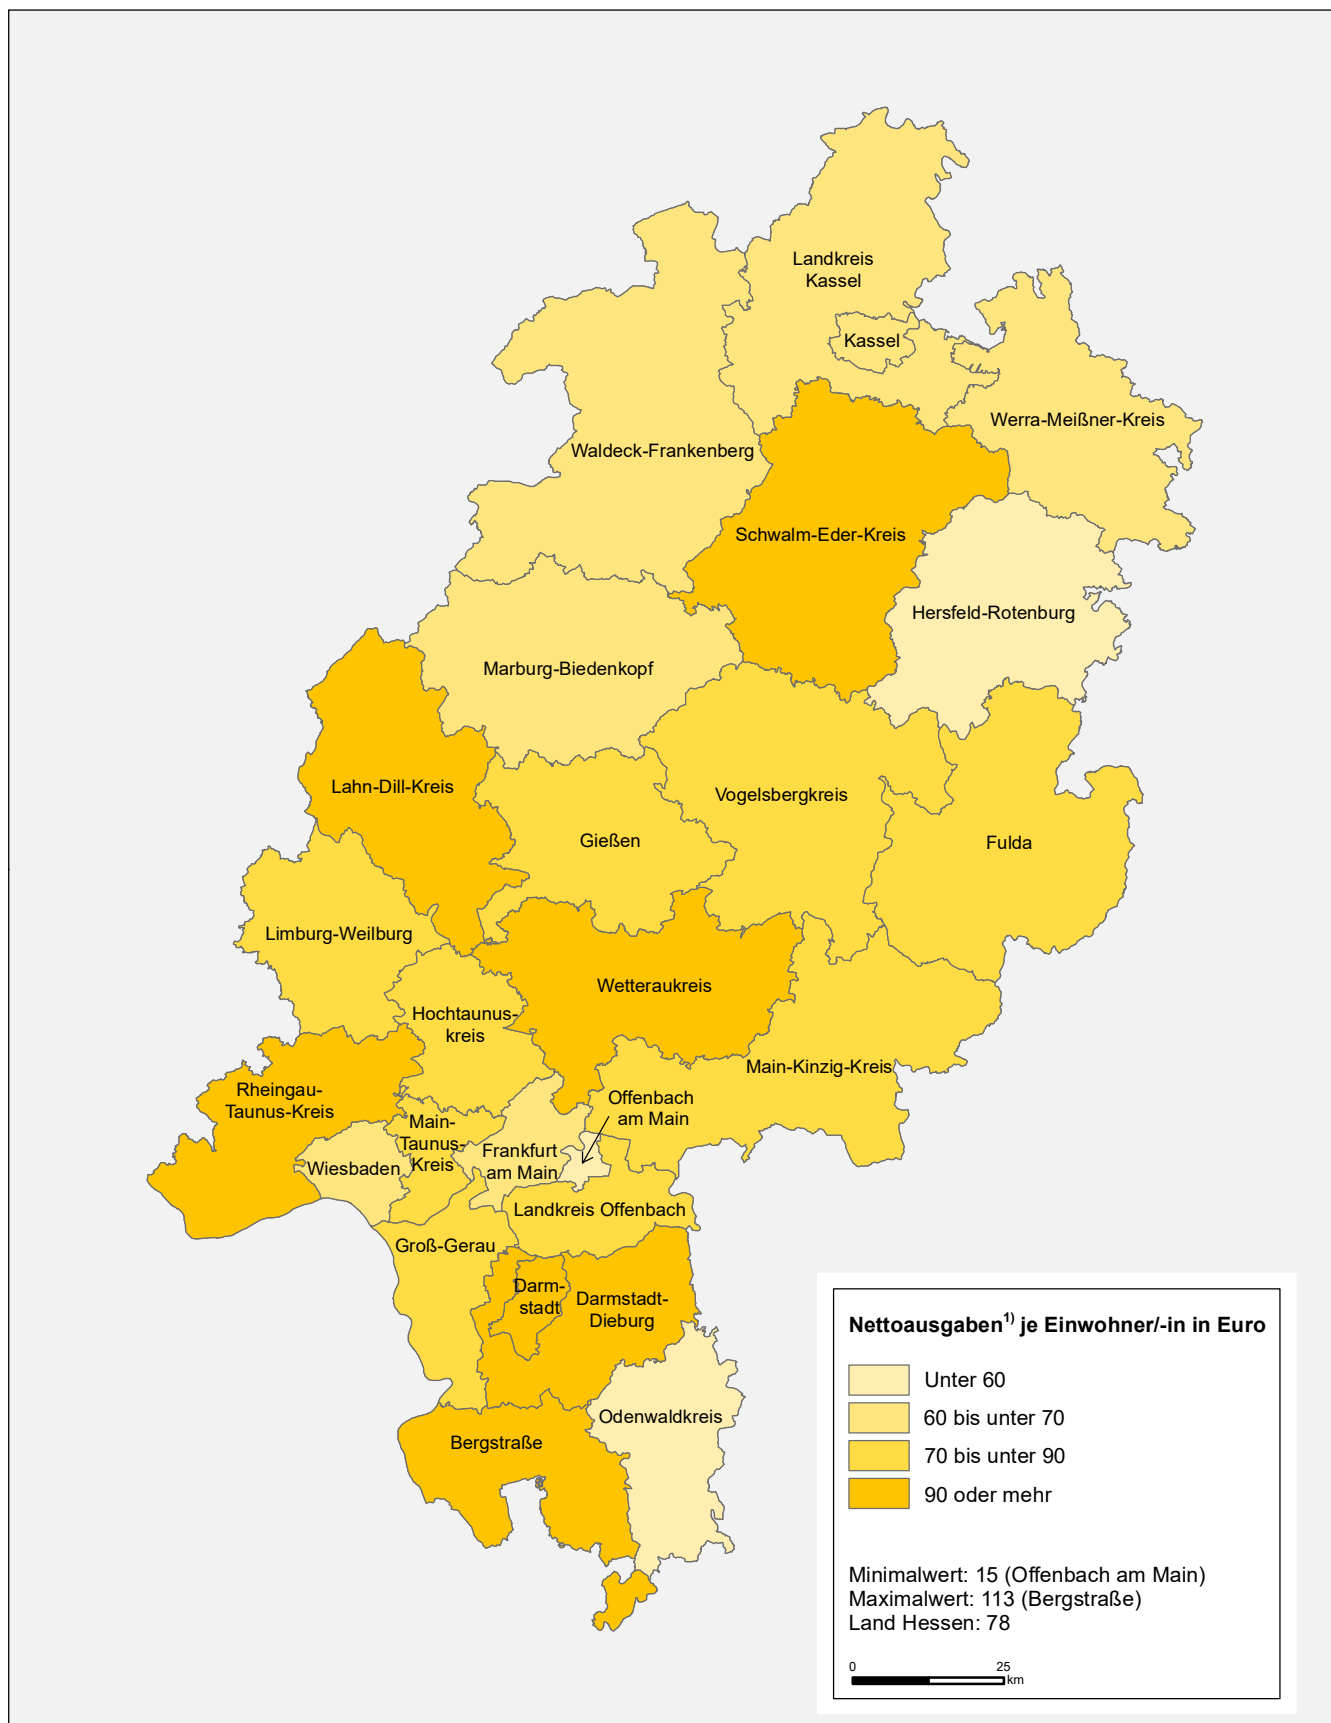 Landkreis
Kassel
Kassel
Werra-Meißner-Kreis
Waldeck-Frankenberg
Schwalm-Eder-Kreis
Hersfeld-Rotenburg
Marburg-Biedenkopf
Lahn-Dill-Kreis
Vogelsbergkreis
Gießen
Fulda
Limburg-Weilburg
Wetteraukreis
Hochtaunus-
kreis
Main-Kinzig-Kreis
Rheingau-
Taunus-Kreis
Offenbach
am Main
Main-
Taunus-
Kreis
Frankfurt
am Main
Wiesbaden
Landkreis Offenbach
Groß-Gerau
Darm-
stadt
Darmstadt-
Dieburg
Odenwaldkreis
Bergstraße
Nettoausgaben¹⁾ je Einwohner/-in in Euro
Unter 60
60 bis unter 70
70 bis unter 90
90 oder mehr
Minimalwert: 15 (Offenbach am Main)
Maximalwert: 113 (Bergstraße)
Land Hessen: 78
0 25
km